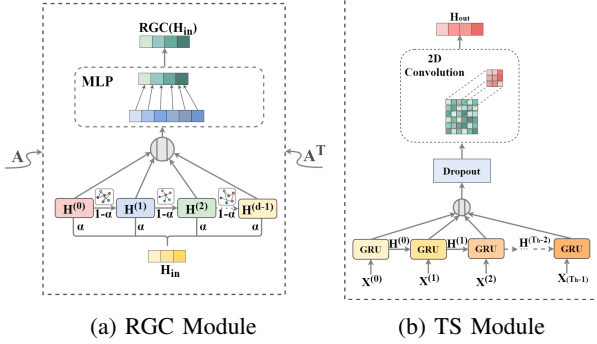 RGC(H_in)
MLP
A
A^T
H^(0)
H^(1)
H^(2)
H^(d-1)
1-α
1-α
1-α
α
α
α
α
H_in
(a) RGC Module
H_out
2D
Convolution
Dropout
GRU
H^(0)
GRU
H^(1)
GRU
H^(T_h-2)
GRU
X^(0)
X^(1)
X^(2)
X^(T_h-1)
(b) TS Module